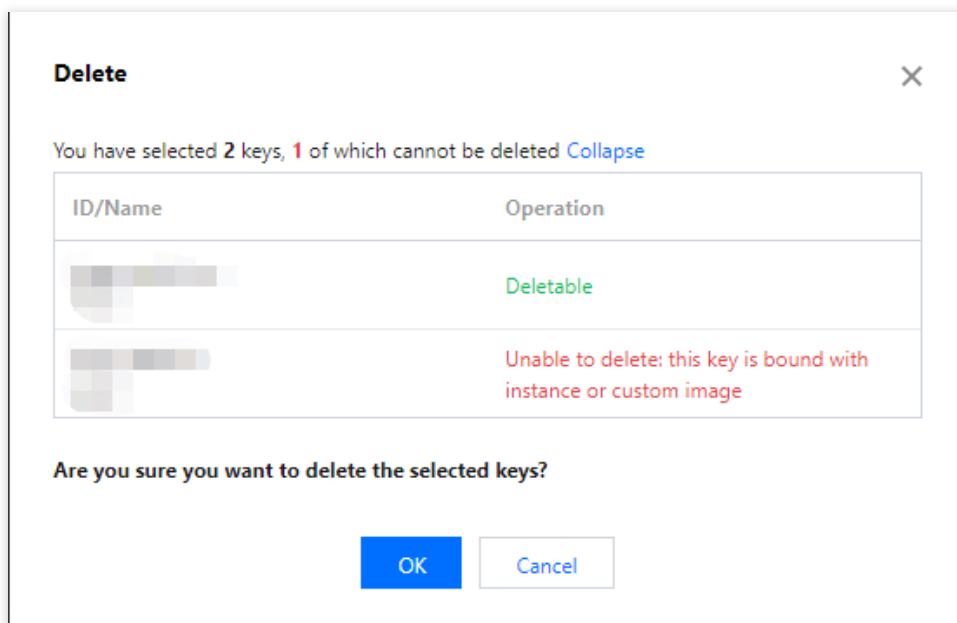 Delete
You have selected 2 keys, 1 of which cannot be deleted Collapse
ID/Name Operation
Deletable
Unable to delete: this key is bound with
instance or custom image
Are you sure you want to delete the selected keys?
OK Cancel